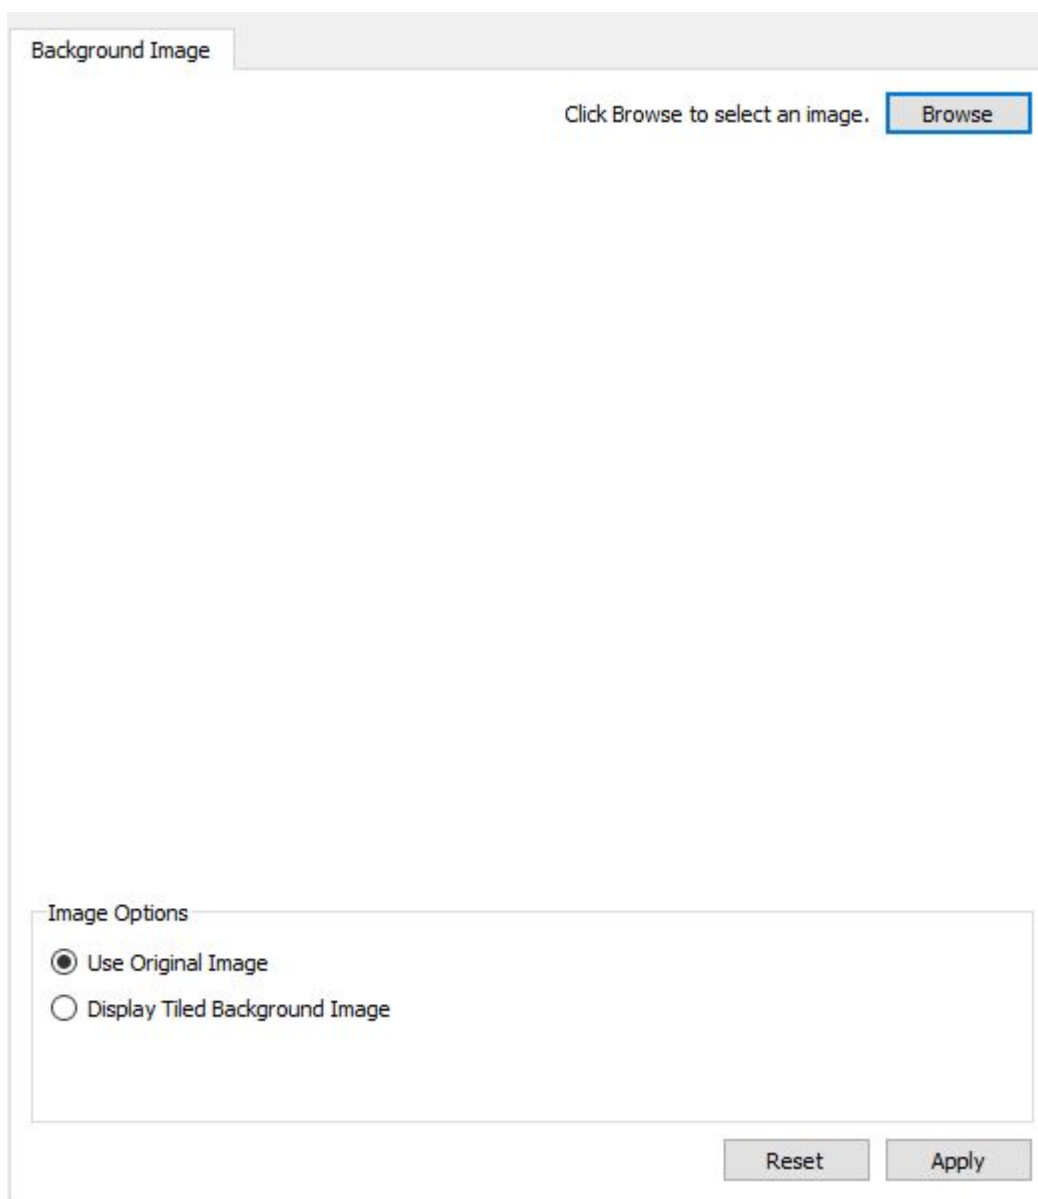 Background Image
Click Browse to select an image. Browse
Image Options
Use Original Image
Display Tiled Background Image
Reset Apply